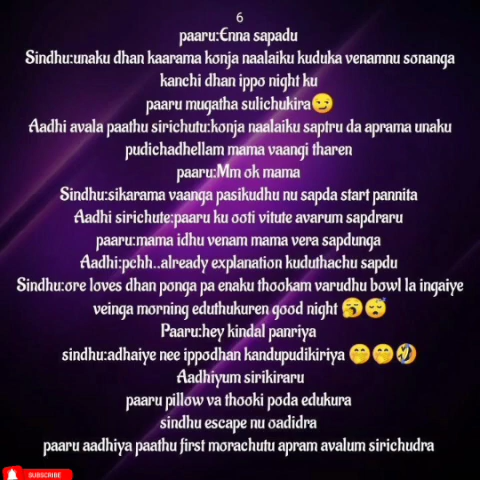 6
paaru:Enna sapadu
Sindhu:unaku dhan kaarama konja naalaiku kuduka venamnu sonanga
kanchi dhan ippo night ku
paaru mugatha sulichukira😏
Aadhi avala paathu sirichutu:konja naalaiku saptru da aprama unaku
pudichadhellam mama vaangi tharen
paaru:Mm ok mama
Sindhu:sikarama vaanga pasikudhu nu sapda start pannita
Aadhi sirichute:paaru ku ooti vitute avarum sapdraru
paaru:mama idhu venam mama vera sapdunga
Aadhi:pchh..already explanation kuduthachu sapdu
Sindhu:ore loves dhan ponga pa enaku thookam varudhu bowl la ingaiye
veinga morning eduthukuren good night 🥱😴
Paaru:hey kindal panriya
sindhu:adhaiye nee ippodhan kandupudikiriya 🤭🤭🤣
Aadhiyum sirikiraru
paaru pillow va thooki poda edukura
sindhu escape nu oadidra
paaru aadhiya paathu first morachutu apram avalum sirichudra
SUBSCRIBE